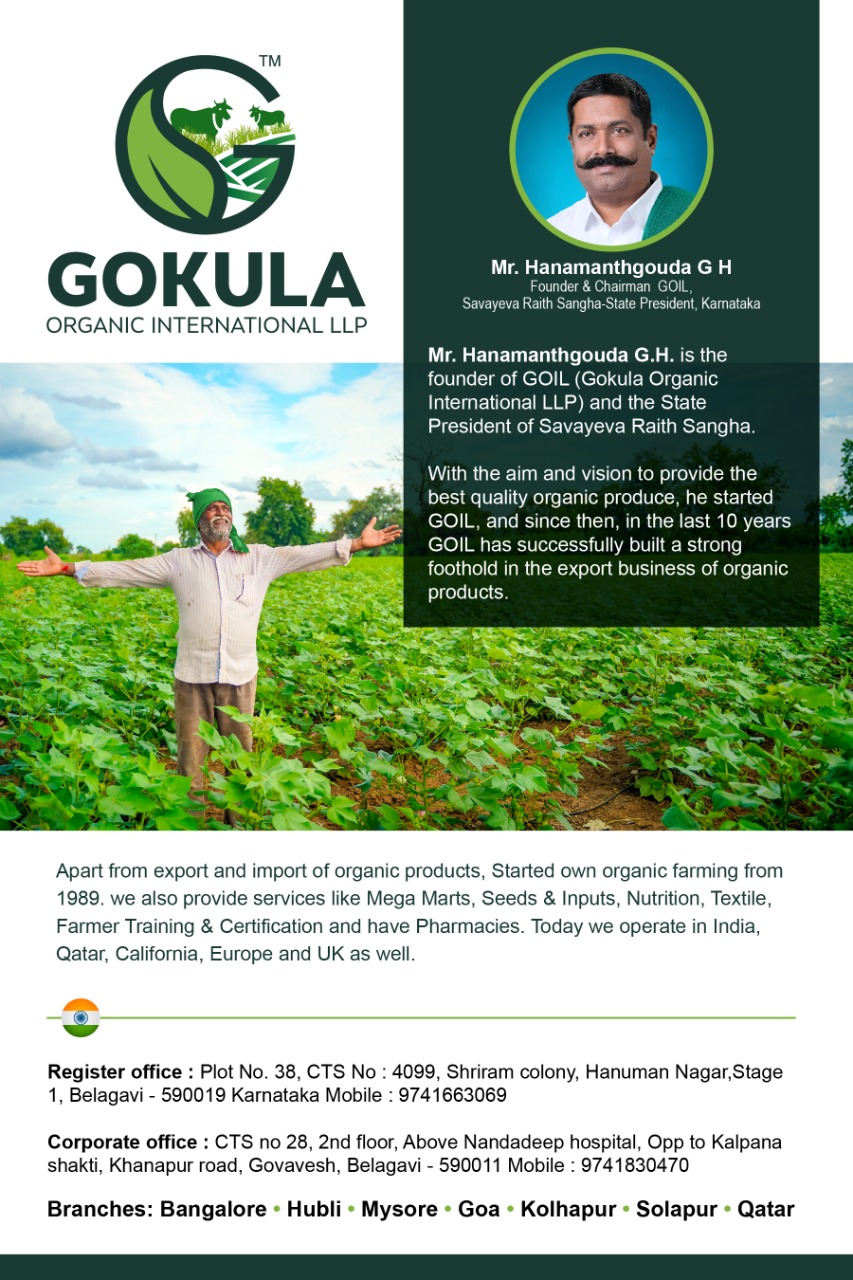 TM
GOKULA
ORGANIC INTERNATIONAL LLP
Mr. Hanamanthgouda G H
Founder & Chairman GOIL,
Savayeva Raith Sangha-State President, Karnataka
Mr. Hanamanthgouda G.H. is the
founder of GOIL (Gokula Organic
International LLP) and the State
President of Savayeva Raith Sangha.
With the aim and vision to provide the
best quality organic produce, he started
GOIL, and since then, in the last 10 years
GOIL has successfully built a strong
foothold in the export business of organic
products.
Apart from export and import of organic products, Started own organic farming from
1989. we also provide services like Mega Marts, Seeds & Inputs, Nutrition, Textile,
Farmer Training & Certification and have Pharmacies. Today we operate in India,
Qatar, California, Europe and UK as well.
Register office : Plot No. 38, CTS No : 4099, Shriram colony, Hanuman Nagar,Stage
1, Belagavi - 590019 Karnataka Mobile : 9741663069
Corporate office : CTS no 28, 2nd floor, Above Nandadeep hospital, Opp to Kalpana
shakti, Khanapur road, Govavesh, Belagavi - 590011 Mobile : 9741830470
Branches: Bangalore • Hubli • Mysore • Goa • Kolhapur • Solapur • Qatar